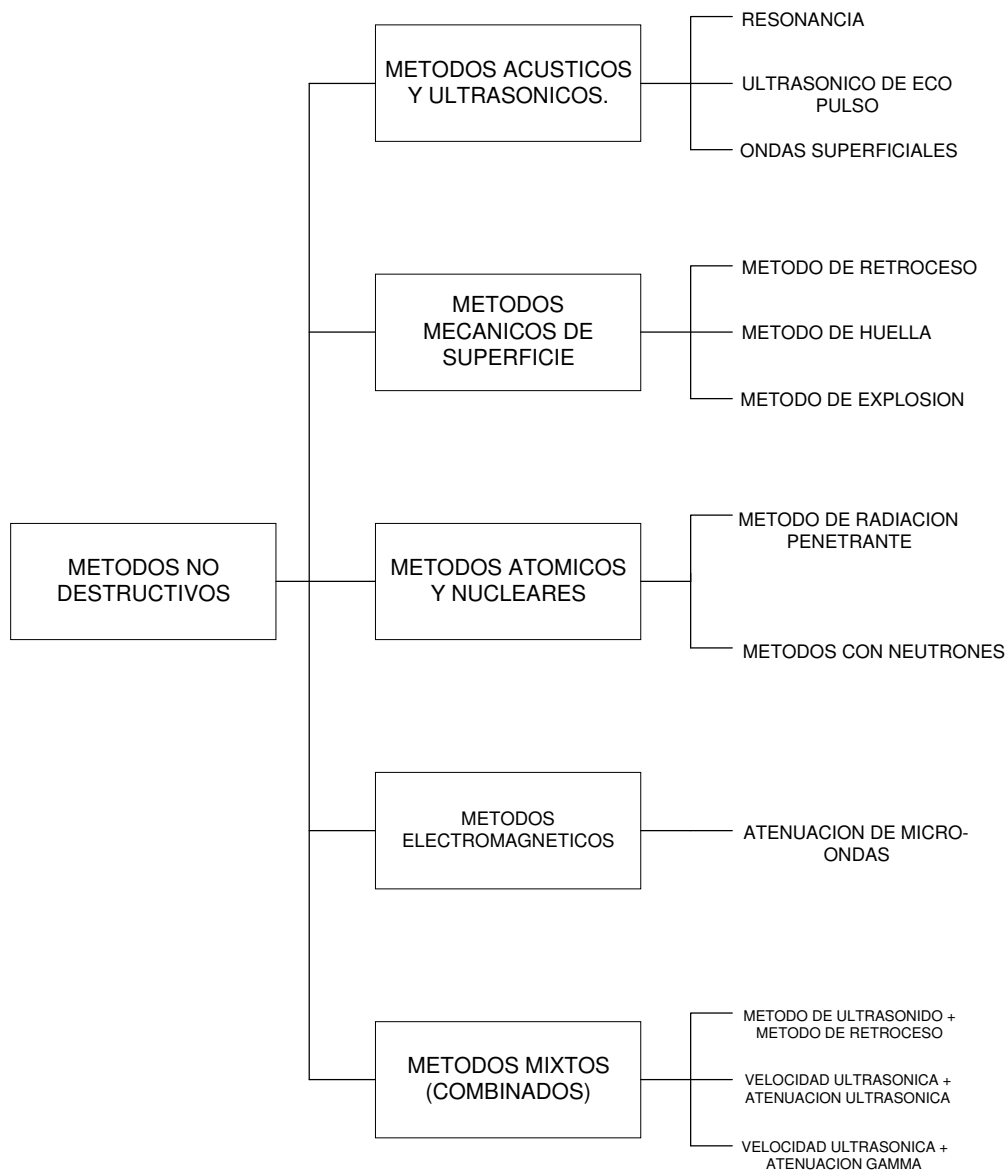 METODOS NO
DESTRUCTIVOS
METODOS ACUSTICOS
Y ULTRASONICOS.
RESONANCIA
ULTRASONICO DE ECO
PULSO
ONDAS SUPERFICIALES
METODOS
MECANICOS DE
SUPERFICIE
METODO DE RETROCESO
METODO DE HUELLA
METODO DE EXPLOSION
METODOS ATOMICOS
Y NUCLEARES
METODO DE RADIACION
PENETRANTE
METODOS CON NEUTRONES
METODOS
ELECTROMAGNETICOS
ATENUACION DE MICRO-
ONDAS
METODOS MIXTOS
(COMBINADOS)
METODO DE ULTRASONIDO +
METODO DE RETROCESO
VELOCIDAD ULTRASONICA +
ATENUACION ULTRASONICA
VELOCIDAD ULTRASONICA +
ATENUACION GAMMA